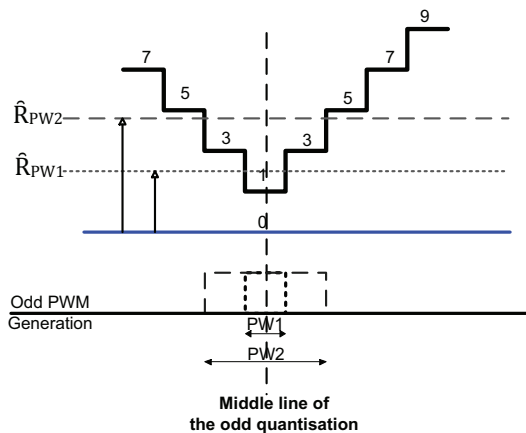 9
7
7
5
5
R̂PW2
3
3
R̂PW1
1
0
Odd PWM
Generation
PW1
PW2
Middle line of
the odd quantisation